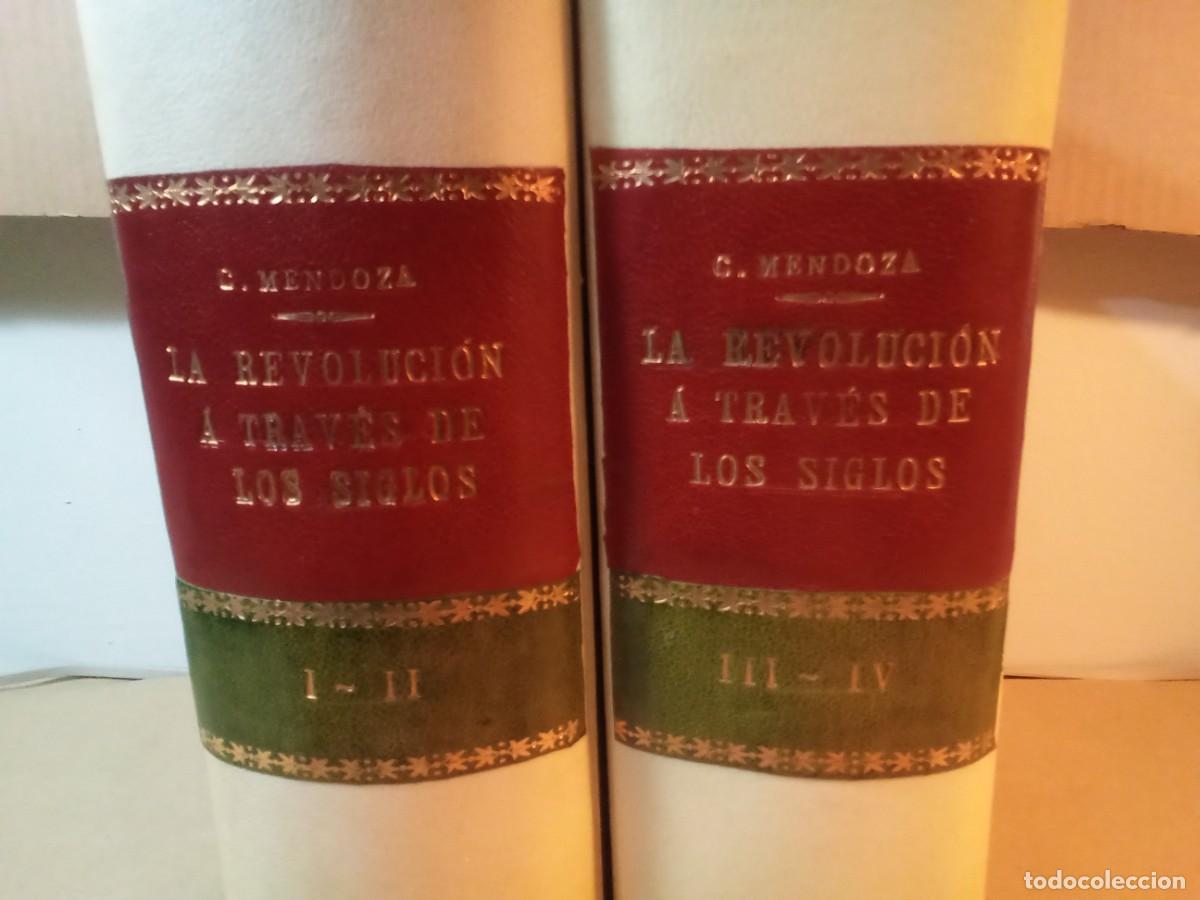 C. MENDOZA
LA REVOLUCIÓN
Á TRAVÉS DE
LOS SIGLOS
I ~ II
C. MENDOZA
LA REVOLUCIÓN
Á TRAVÉS DE
LOS SIGLOS
III ~ IV
todocoleccion